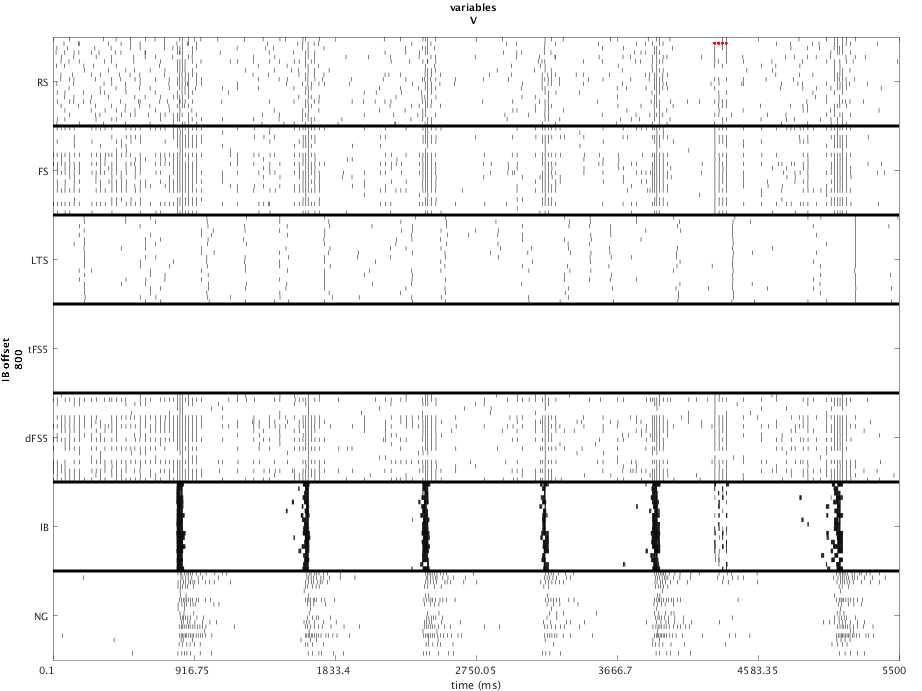 variables
V
RS
FS
LTS
tFS5
IB offset
800
dFS5
IB
NG
0.1
916.75
1833.4
2750.05
3666.7
4583.35
5500
time (ms)